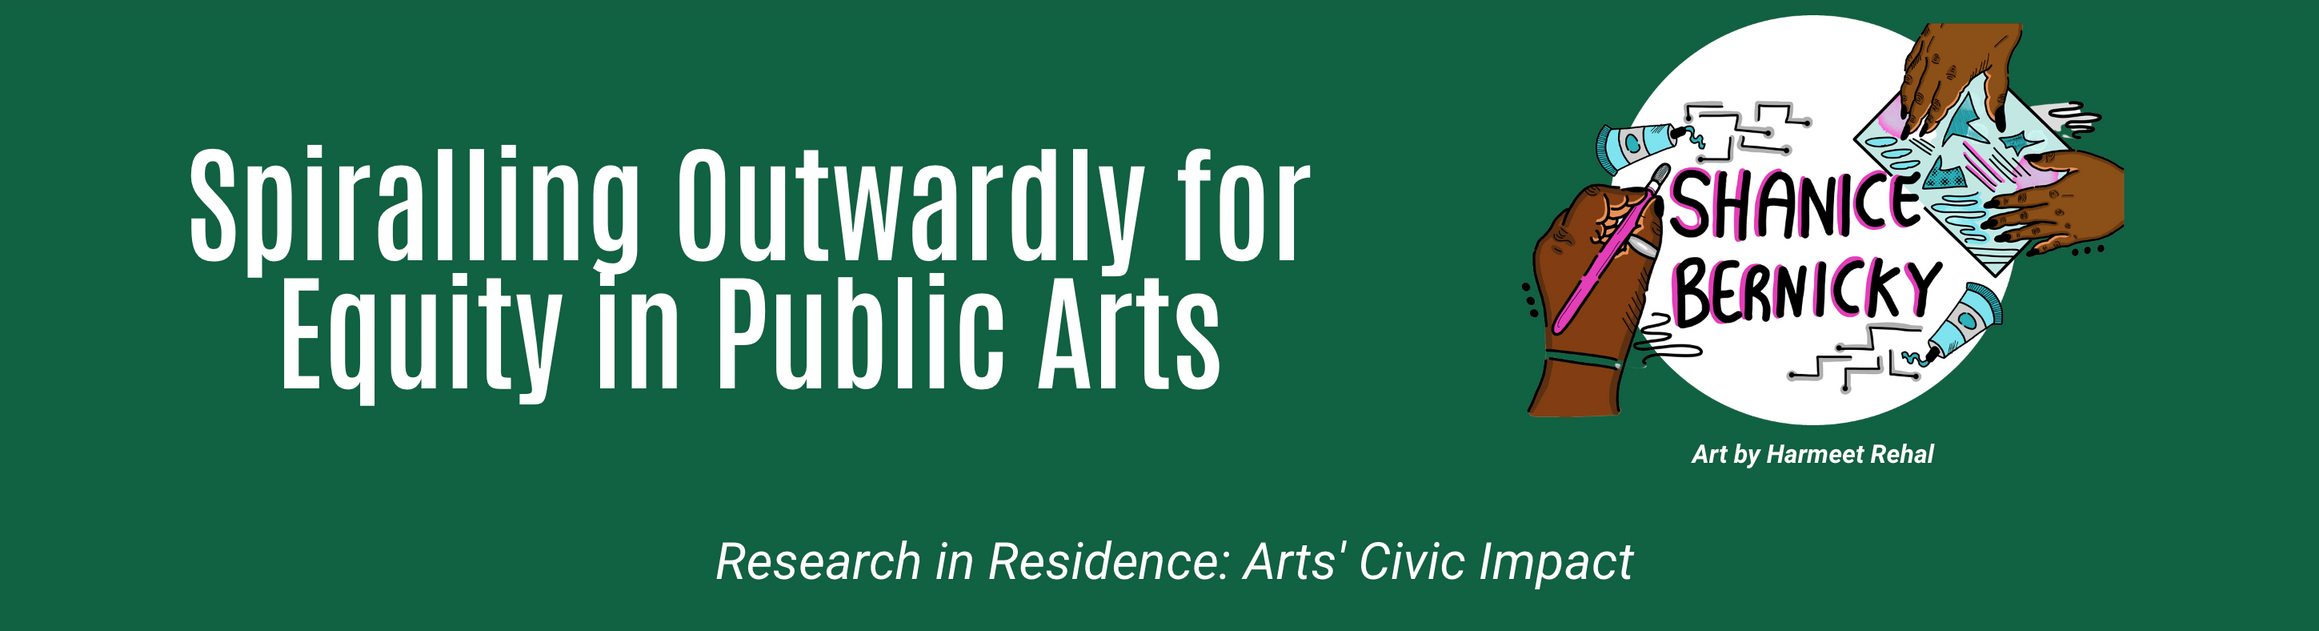 Spiralling Outwardly for
Equity in Public Arts
SHANICE
BERNICKY
Art by Harmeet Rehal
Research in Residence: Arts' Civic Impact